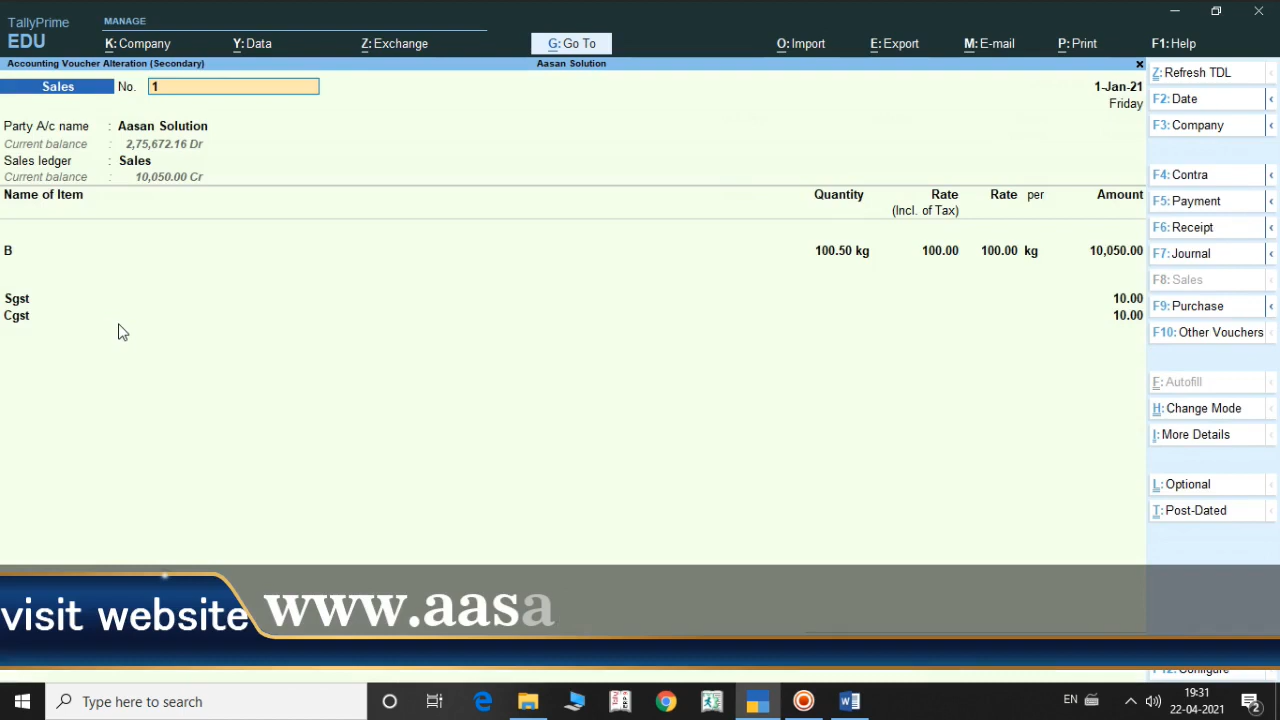 TallyPrime
EDU
MANAGE
K: Company
Y: Data
Z: Exchange
G: Go To
O: Import
E: Export
M: E-mail
P: Print
F1: Help
Accounting Voucher Alteration (Secondary)
Aasan Solution
Sales No. 1
1-Jan-21
Friday
Party A/c name : Aasan Solution
Current balance : 2,75,672.16 Dr
Sales ledger : Sales
Current balance : 10,050.00 Cr
Name of Item Quantity Rate Rate per Amount
(Incl. of Tax)
B 100.50 kg 100.00 100.00 kg 10,050.00
Sgst 10.00
Cgst 10.00
Z: Refresh TDL
F2: Date
F3: Company
F4: Contra
F5: Payment
F6: Receipt
F7: Journal
F8: Sales
F9: Purchase
F10: Other Vouchers
F: Autofill
H: Change Mode
I: More Details
L: Optional
T: Post-Dated
F12: Configure
visit website www.aasa
Type here to search
EN
19:31
22-04-2021
2